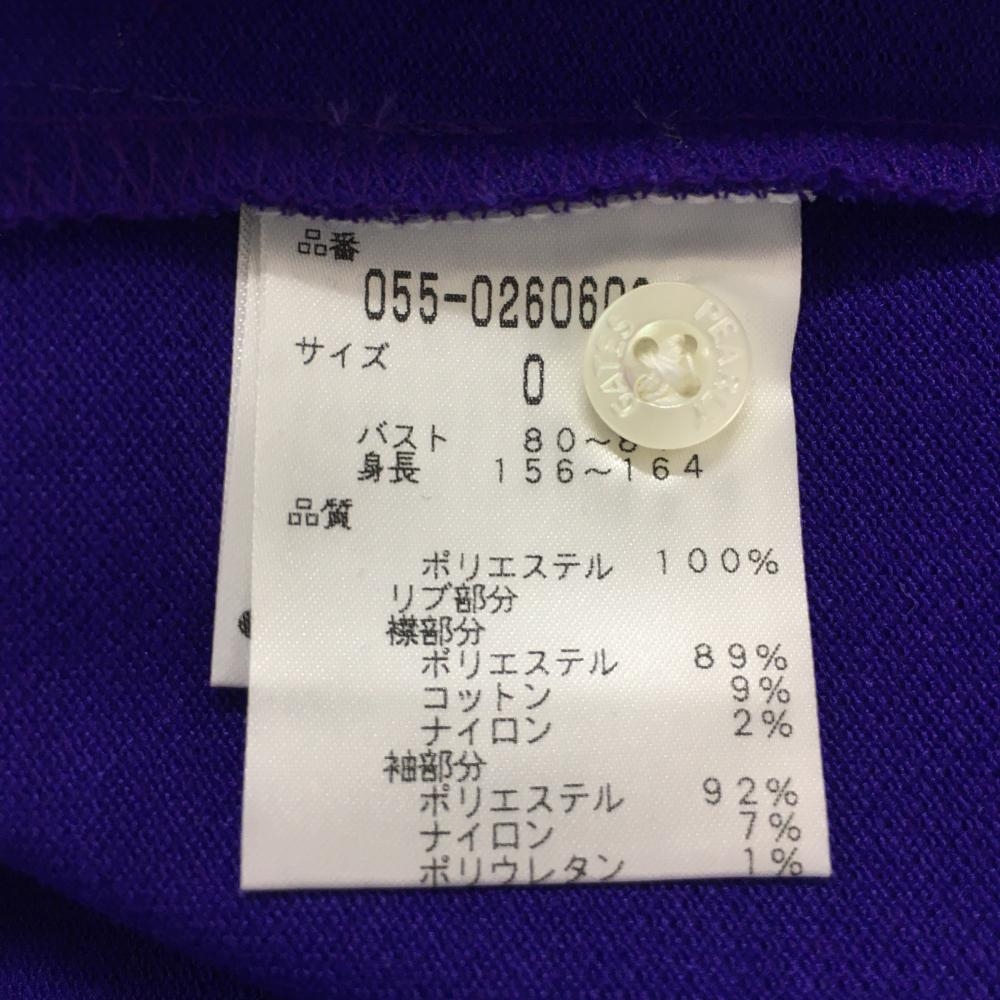 品番
055-026060
サイズ
0
バスト 80~8
身長 156~164
品質
ポリエステル 100%
リブ部分
襟部分
ポリエステル 89%
コットン 9%
ナイロン 2%
袖部分
ポリエステル 92%
ナイロン 7%
ポリウレタン 1%
PEARLY GATES